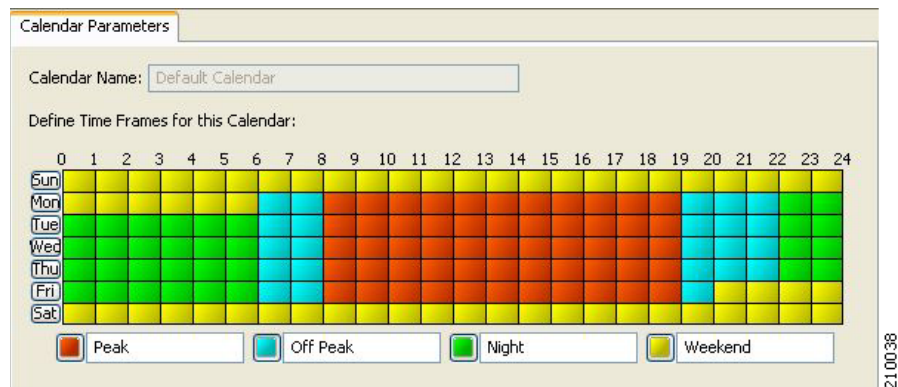 Calendar Parameters
Calendar Name: Default Calendar
Define Time Frames for this Calendar:
0 1 2 3 4 5 6 7 8 9 10 11 12 13 14 15 16 17 18 19 20 21 22 23 24
Sun
Mon
Tue
Wed
Thu
Fri
Sat
Peak Off Peak Night Weekend
210038